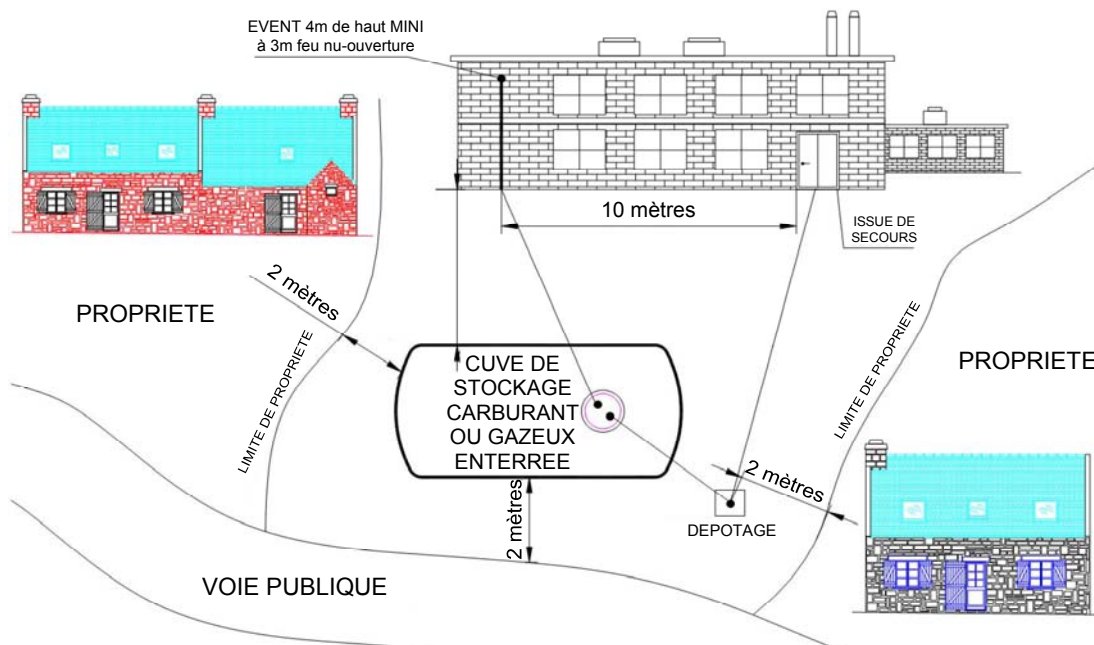 EVENT 4m de haut MINI
à 3m feu nu-ouverture
10 mètres
ISSUE DE
SECOURS
2 mètres
PROPRIETE
LIMITE DE PROPRIETE
CUVE DE
STOCKAGE
CARBURANT
OU GAZEUX
ENTERREE
LIMITE DE PROPRIETE
PROPRIETE
2 mètres
2 mètres
DEPOTAGE
VOIE PUBLIQUE